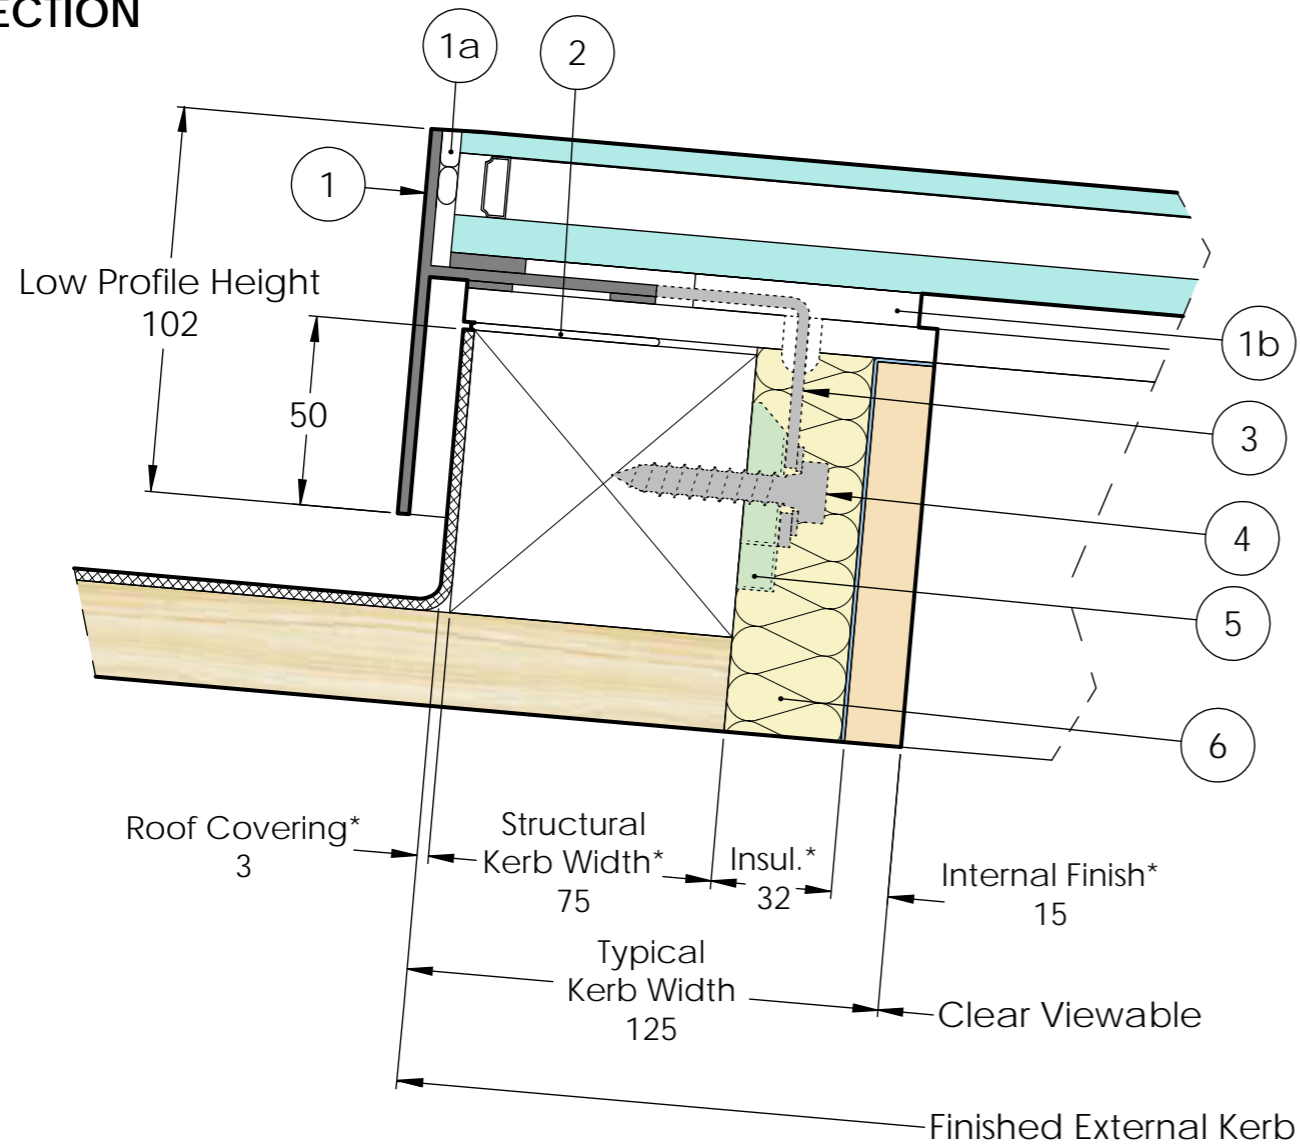 ECTION
1a
2
1
Low Profile Height
102
1b
50
3
4
5
6
Roof Covering*
3
Structural
Kerb Width*
75
Insul.*
32
Internal Finish*
15
Typical
Kerb Width
125
Clear Viewable
Finished External Kerb